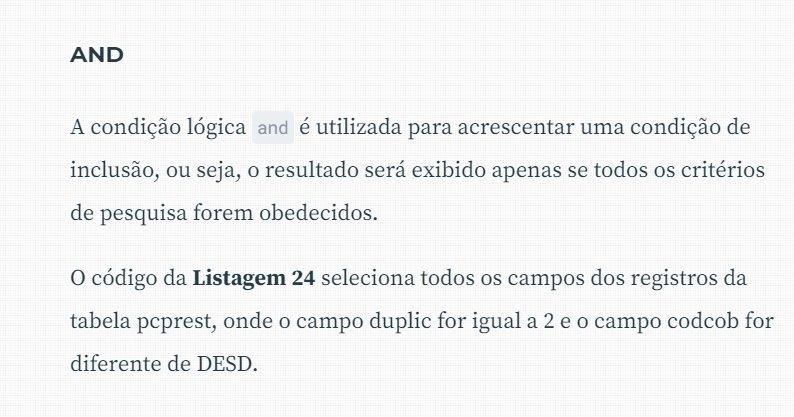 AND
A condição lógica and é utilizada para acrescentar uma condição de
inclusão, ou seja, o resultado será exibido apenas se todos os critérios
de pesquisa forem obedecidos.
O código da Listagem 24 seleciona todos os campos dos registros da
tabela pcprest, onde o campo duplic for igual a 2 e o campo codcob for
diferente de DESD.